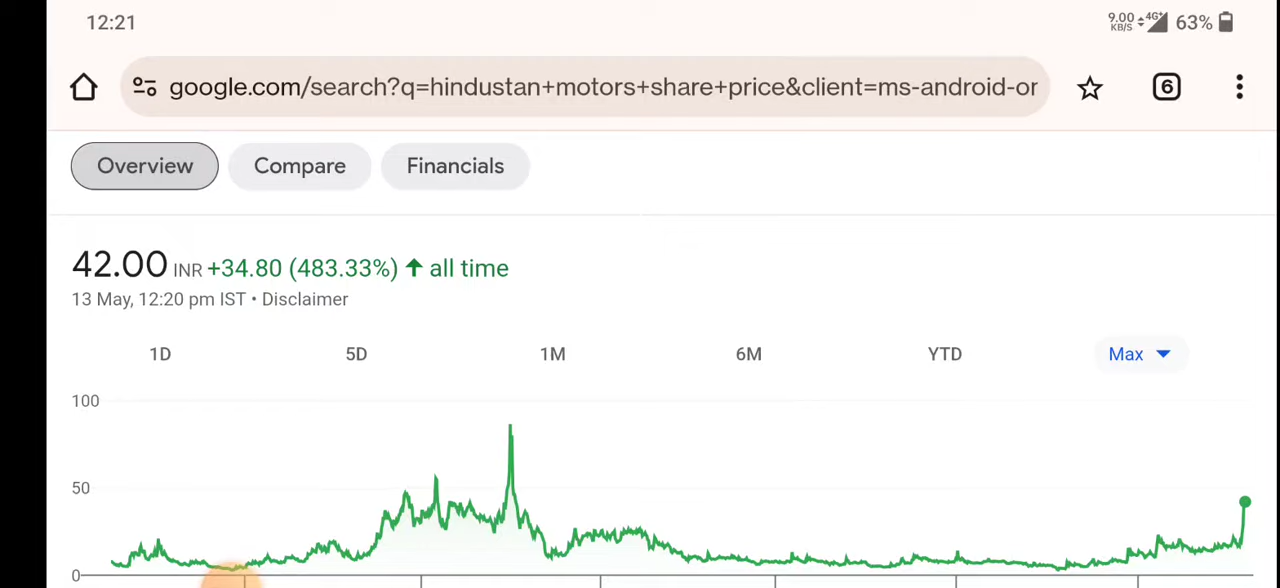 12:21
9.00 KB/S 4G+ 63%
google.com/search?q=hindustan+motors+share+price&client=ms-android-or
6
Overview Compare Financials
42.00 INR +34.80 (483.33%) ↑ all time
13 May, 12:20 pm IST • Disclaimer
1D 5D 1M 6M YTD Max
100
50
0